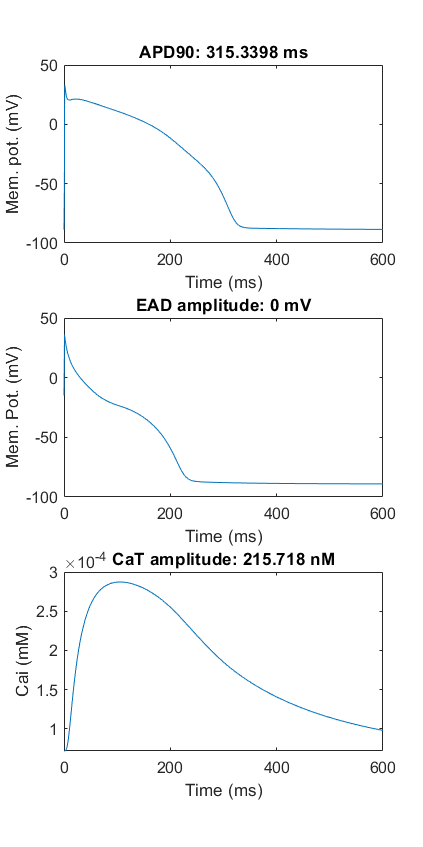 APD90: 315.3398 ms
50
0
-50
-100
Mem. pot. (mV)
0 200 400 600
Time (ms)
EAD amplitude: 0 mV
50
0
-50
-100
Mem. Pot. (mV)
0 200 400 600
Time (ms)
×10-4 CaT amplitude: 215.718 nM
3
2.5
2
1.5
1
Cai (mM)
0 200 400 600
Time (ms)